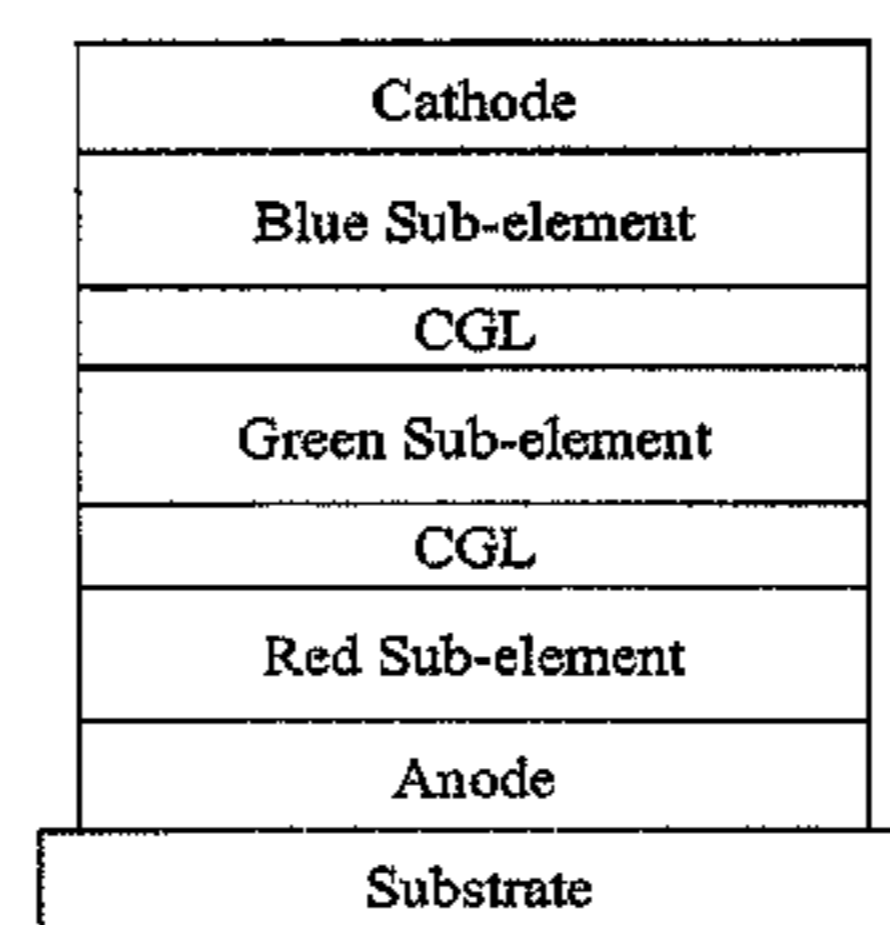 Cathode
Blue Sub-element
CGL
Green Sub-element
CGL
Red Sub-element
Anode
Substrate